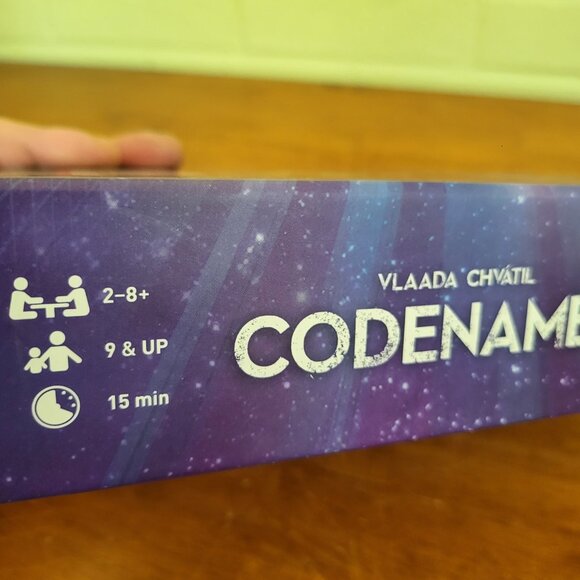 2–8+
9 & UP
15 min
VLAADA CHVÁTIL
CODENAME